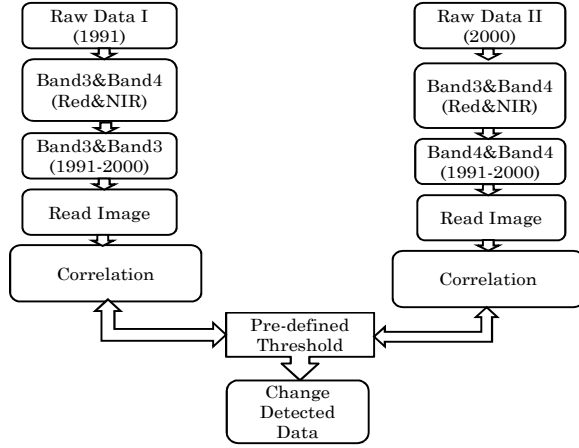 Raw Data I
(1991)
Band3&Band4
(Red&NIR)
Band3&Band3
(1991-2000)
Read Image
Correlation
Raw Data II
(2000)
Band3&Band4
(Red&NIR)
Band4&Band4
(1991-2000)
Read Image
Correlation
Pre-defined
Threshold
Change
Detected
Data